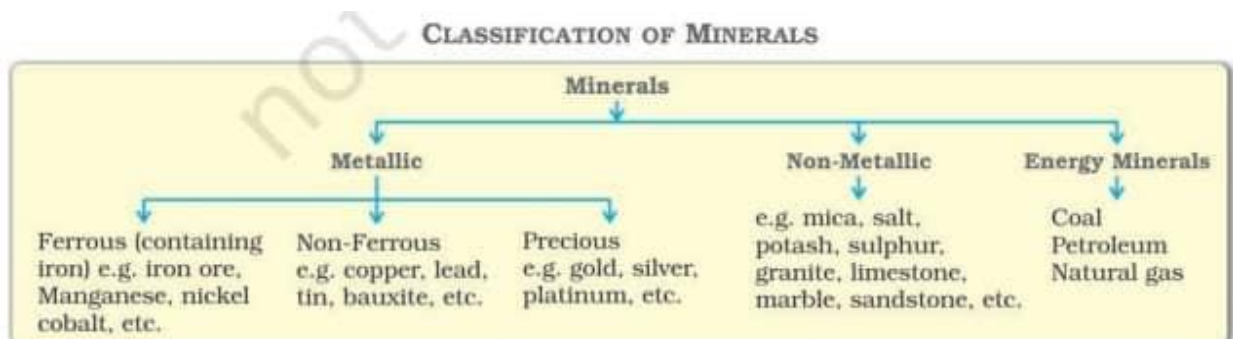 not
CLASSIFICATION OF MINERALS
Minerals
Metallic
Non-Metallic
Energy Minerals
Ferrous (containing
iron) e.g. iron ore,
Manganese, nickel
cobalt, etc.
Non-Ferrous
e.g. copper, lead,
tin, bauxite, etc.
Precious
e.g. gold, silver,
platinum, etc.
e.g. mica, salt,
potash, sulphur,
granite, limestone,
marble, sandstone, etc.
Coal
Petroleum
Natural gas